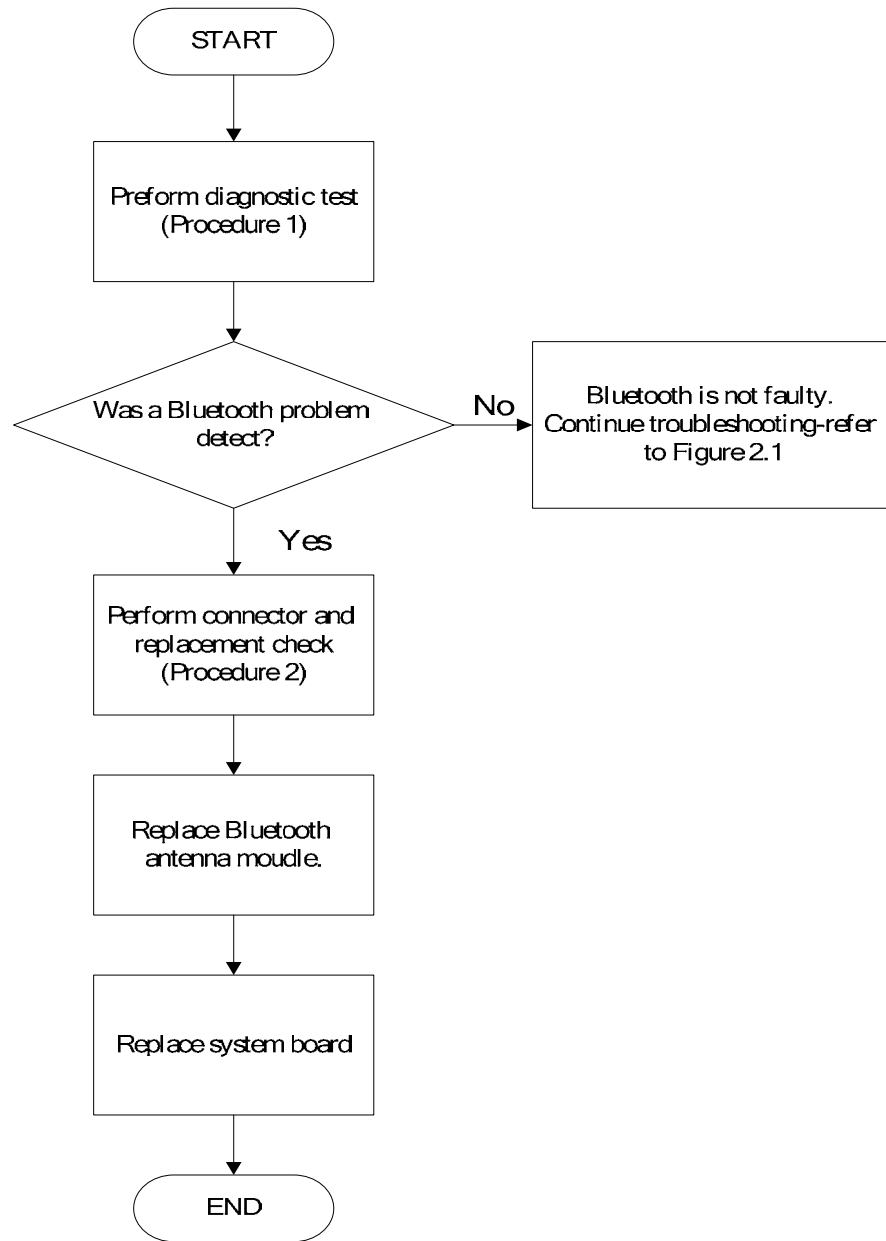 START
Preform diagnostic test
(Procedure 1)
Was a Bluetooth problem
detect?
No
Bluetooth is not faulty.
Continue troubleshooting-refer
to Figure 2.1
Yes
Perform connector and
replacement check
(Procedure 2)
Replace Bluetooth
antenna moudle.
Replace system board
END